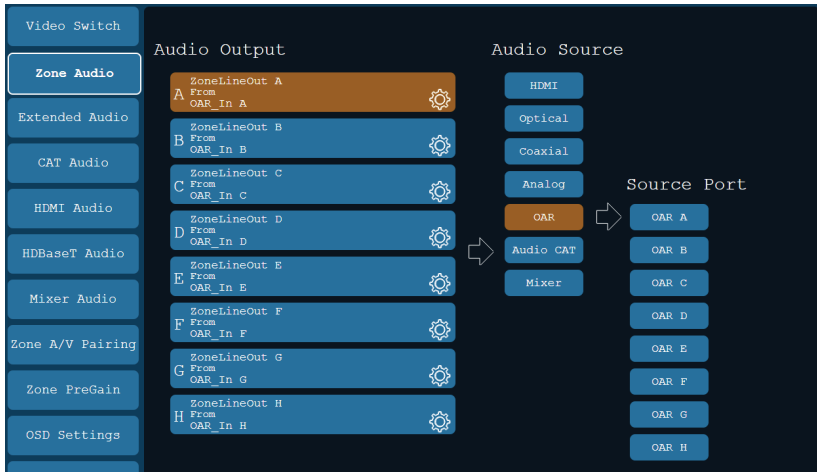 Video Switch
Zone Audio
Extended Audio
CAT Audio
HDMI Audio
HDBaseT Audio
Mixer Audio
Zone A/V Pairing
Zone PreGain
OSD Settings
Audio Output
A
ZoneLineOut A
From
OAR_In A
B
ZoneLineOut B
From
OAR_In B
C
ZoneLineOut C
From
OAR_In C
D
ZoneLineOut D
From
OAR_In D
E
ZoneLineOut E
From
OAR_In E
F
ZoneLineOut F
From
OAR_In F
G
ZoneLineOut G
From
OAR_In G
H
ZoneLineOut H
From
OAR_In H
Audio Source
HDMI
Optical
Coaxial
Analog
OAR
Audio CAT
Mixer
Source Port
OAR A
OAR B
OAR C
OAR D
OAR E
OAR F
OAR G
OAR H